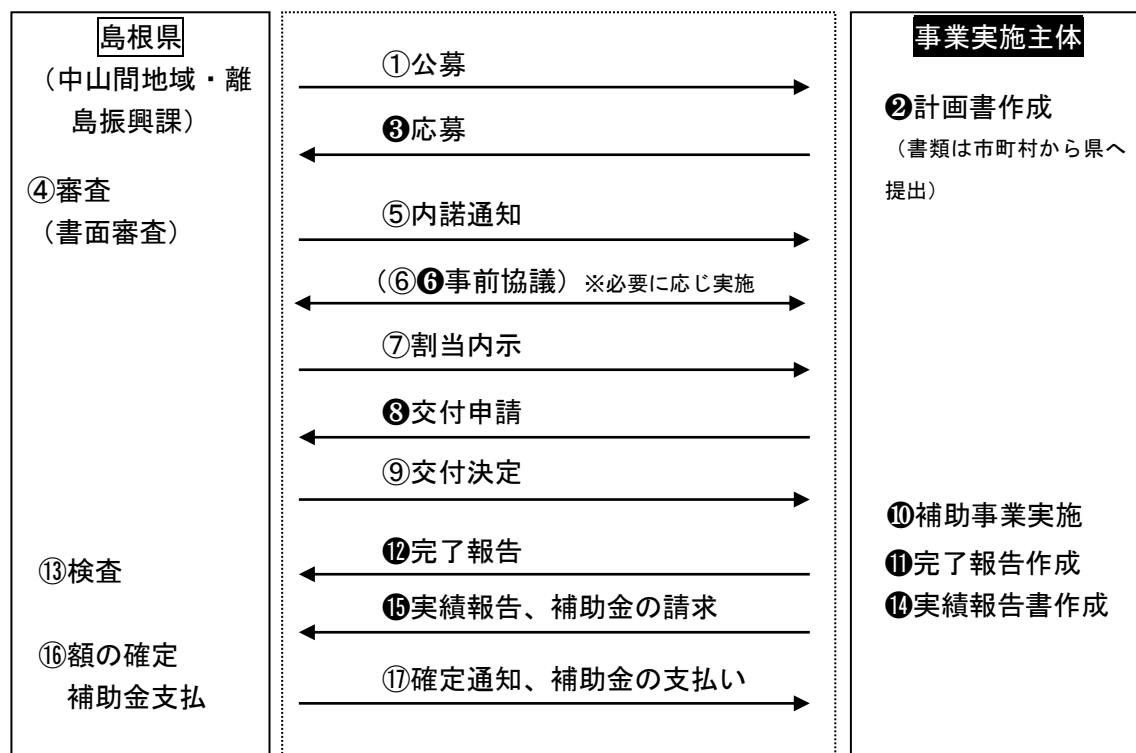 島根県
（中山間地域・離
島振興課）
④審査
（書面審査）
⑬検査
⑯額の確定
補助金支払
①公募
❸応募
⑤内諾通知
（⑥❻事前協議）※必要に応じ実施
⑦割当内示
❽交付申請
⑨交付決定
⓬完了報告
⓯実績報告、補助金の請求
⑰確定通知、補助金の支払い
事業実施主体
❷計画書作成
（書類は市町村から県へ
提出）
❿補助事業実施
⓫完了報告作成
⓮実績報告書作成